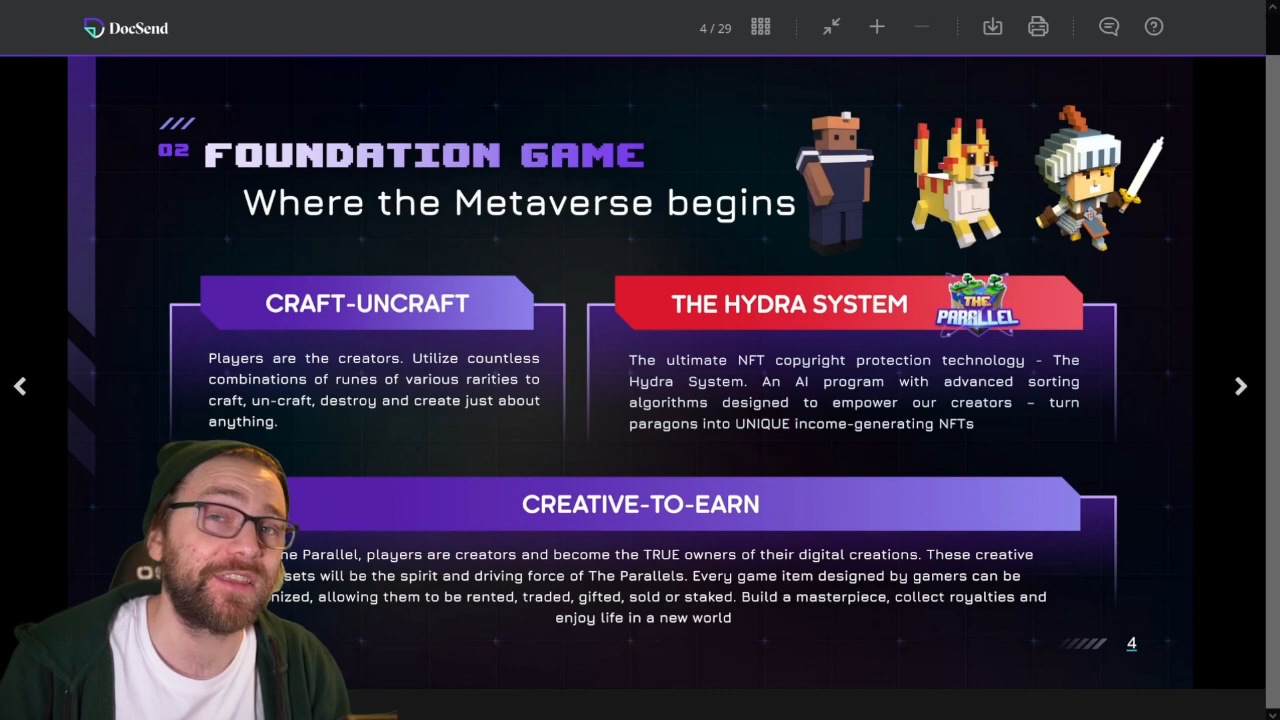 DocSend
4 / 29
02 FOUNDATION GAME
Where the Metaverse begins
CRAFT-UNCRAFT
Players are the creators. Utilize countless
combinations of runes of various rarities to
craft, un-craft, destroy and create just about
anything.
THE HYDRA SYSTEM
THE
PARALLEL
The ultimate NFT copyright protection technology - The
Hydra System. An AI program with advanced sorting
algorithms designed to empower our creators – turn
paragons into UNIQUE income-generating NFTs
CREATIVE-TO-EARN
Parallel, players are creators and become the TRUE owners of their digital creations. These creative
will be the spirit and driving force of The Parallels. Every game item designed by gamers can be
allowing them to be rented, traded, gifted, sold or staked. Build a masterpiece, collect royalties and
enjoy life in a new world
4